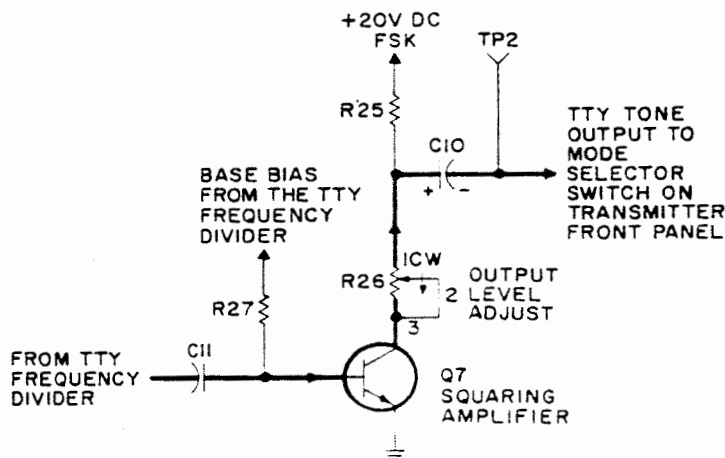 +20V DC
FSK
TP2
R25
C10
+ -
TTY TONE
OUTPUT TO
MODE
SELECTOR
SWITCH ON
TRANSMITTER
FRONT PANEL
BASE BIAS
FROM THE TTY
FREQUENCY
DIVIDER
R27
1CW
R26
2
3
OUTPUT
LEVEL
ADJUST
FROM TTY
FREQUENCY
DIVIDER
C11
Q7
SQUARING
AMPLIFIER